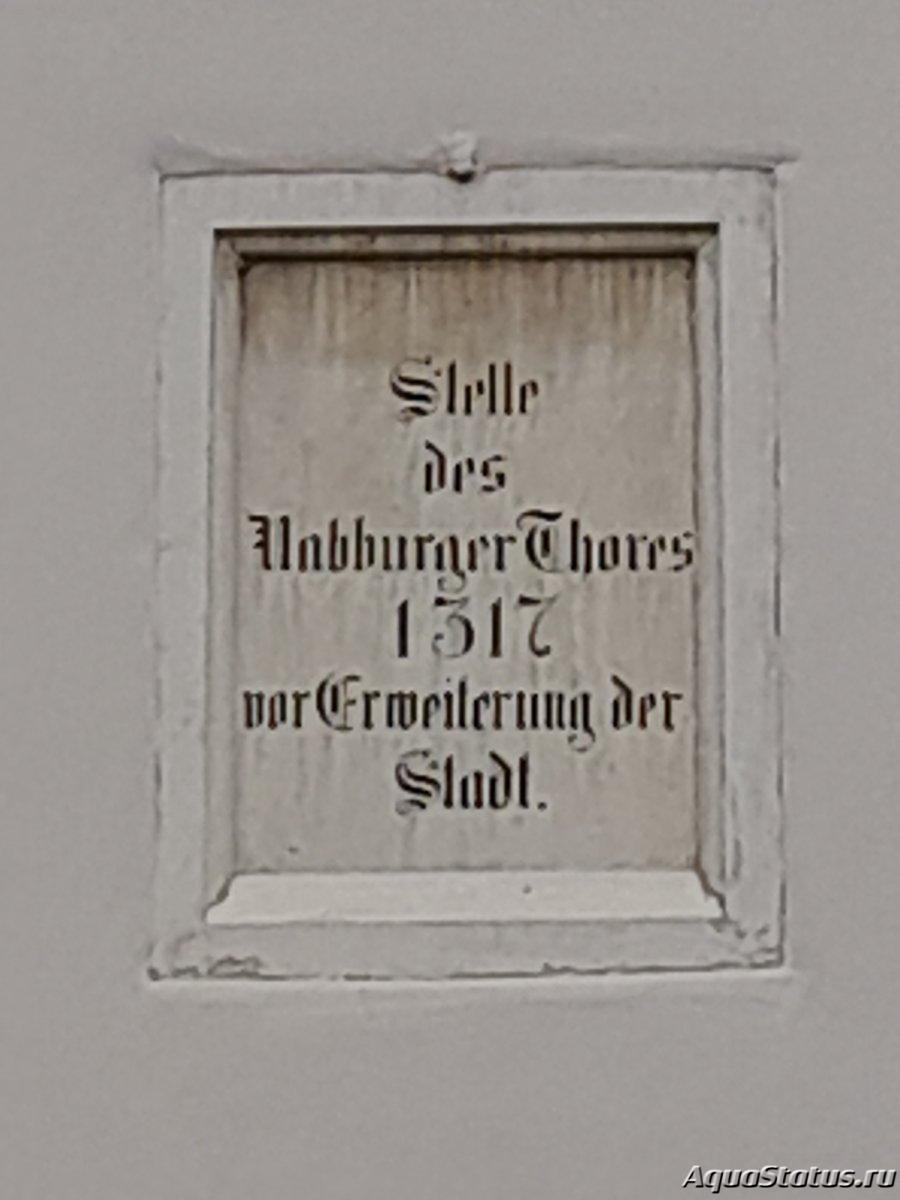 Stelle
des
Nabburger Thores
1317
vor Erweiterung der
Stadt.
AquaStatus.ru